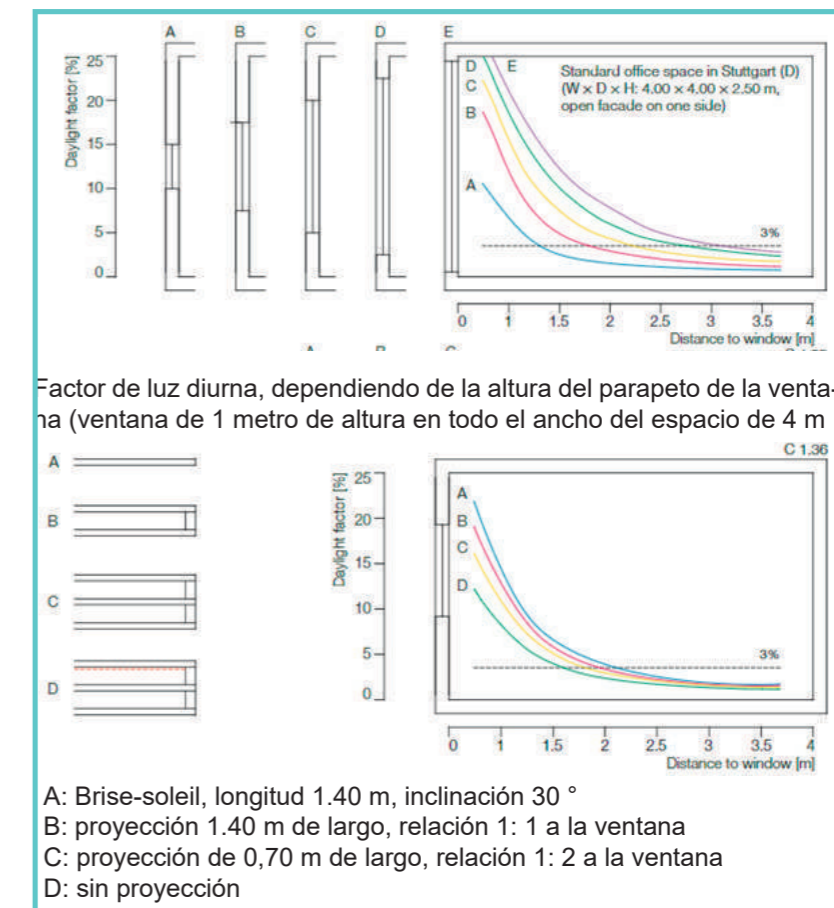 A B C D E
Daylight factor [%]
25
20
15
10
5
0
D E
C
B
A
Standard office space in Stuttgart (D)
(W x D x H: 4.00 x 4.00 x 2.50 m,
open facade on one side)
3%
0 1 1.5 2 2.5 3 3.5 4
Distance to window [m]
Factor de luz diurna, dependiendo de la altura del parapeto de la venta-
na (ventana de 1 metro de altura en todo el ancho del espacio de 4 m
C 1.36
A
B
C
D
Daylight factor [%]
25
20
15
10
5
0
A
B
C
D
3%
0 1 1.5 2 2.5 3 3.5 4
Distance to window [m]
A: Brise-soleil, longitud 1.40 m, inclinación 30 °
B: proyección 1.40 m de largo, relación 1: 1 a la ventana
C: proyección de 0,70 m de largo, relación 1: 2 a la ventana
D: sin proyección